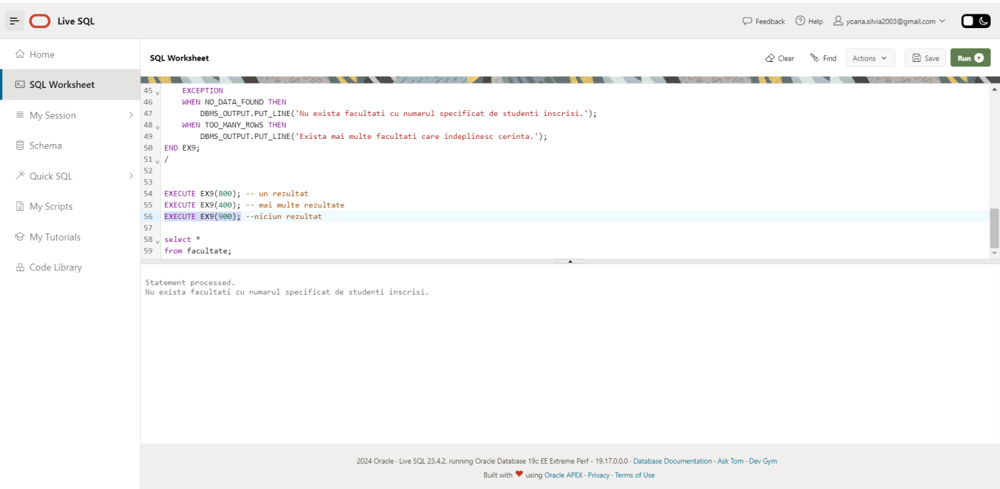 Live SQL
Feedback
Help
yoana.silvia2003@gmail.com
Home
SQL Worksheet
My Session
Schema
Quick SQL
My Scripts
My Tutorials
Code Library
SQL Worksheet
Clear
Find
Actions
Save
Run
45 EXCEPTION
46 WHEN NO_DATA_FOUND THEN
47 DBMS_OUTPUT.PUT_LINE('Nu exista facultati cu numarul specificat de studenti inscrisi.');
48 WHEN TOO_MANY_ROWS THEN
49 DBMS_OUTPUT.PUT_LINE('Exista mai multe facultati care indeplinesc cerinta.');
50 END EX9;
51 /
52
53
54 EXECUTE EX9(800); -- un rezultat
55 EXECUTE EX9(400); -- mai multe rezultate
56 EXECUTE EX9(900); --niciun rezultat
57
58 select *
59 from facultate;
Statement processed.
Nu exista facultati cu numarul specificat de studenti inscrisi.
2024 Oracle · Live SQL 23.4.2, running Oracle Database 19c EE Extreme Perf - 19.17.0.0.0 · Database Documentation · Ask Tom · Dev Gym
Built with ❤ using Oracle APEX · Privacy · Terms of Use